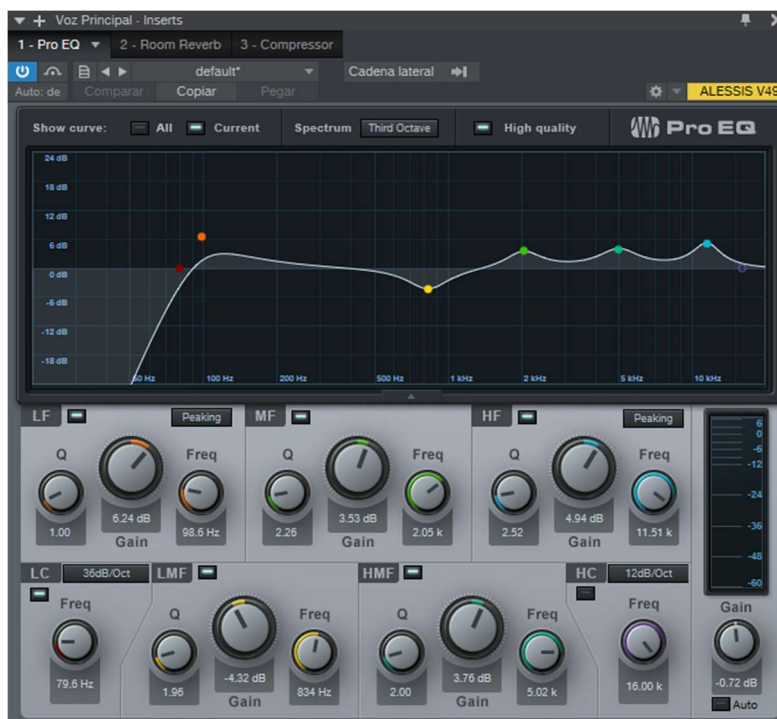 Voz Principal - Inserts
1 - Pro EQ 2 - Room Reverb 3 - Compressor
default* Cadena lateral
Auto: de Comparar Copiar Pegar ALESSIS V49
Show curve: All Current Spectrum Third Octave High quality Pro EQ
24 dB
18 dB
12 dB
6 dB
0 dB
-6 dB
-12 dB
-18 dB
50 Hz 100 Hz 200 Hz 500 Hz 1 kHz 2 kHz 5 kHz 10 kHz
LF Peaking MF HF Peaking
Q Freq Q Freq Q Freq
1.00 6.24 dB 98.6 Hz 2.26 3.53 dB 2.05 k 2.52 4.94 dB 11.51 k
Gain Gain Gain
6
0
-6
-12
-24
-36
-48
-60
LC 36dB/Oct LMF HMF HC 12dB/Oct
Freq Q Freq Q Freq Freq Gain
79.6 Hz 1.96 -4.32 dB 834 Hz 2.00 3.76 dB 5.02 k 16.00 k -0.72 dB
Gain Gain Auto